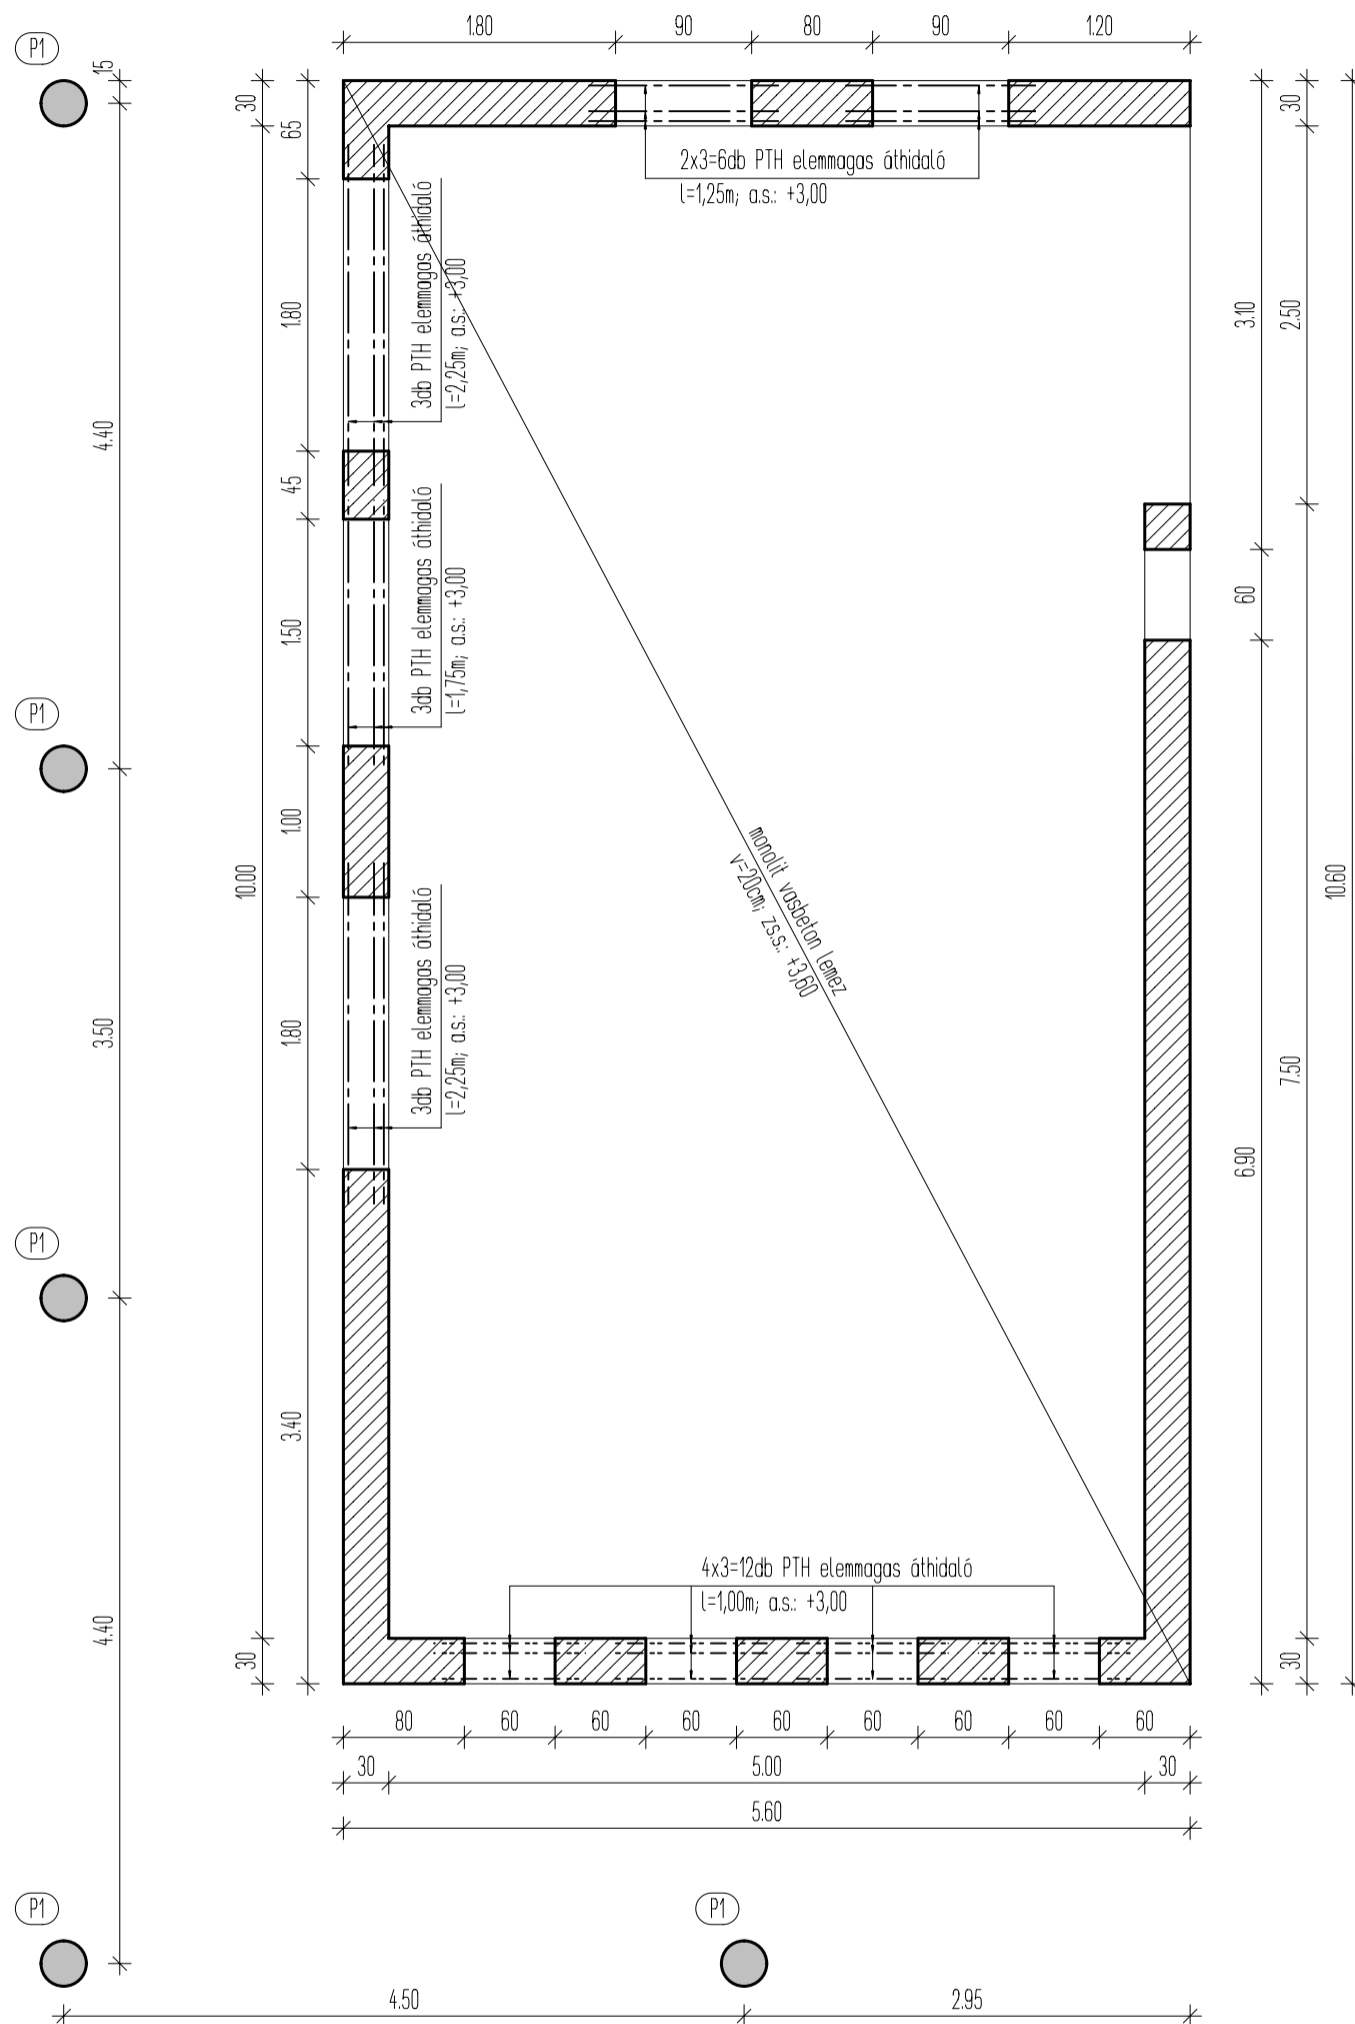 1.80
90
80
90
1.20
P1
15
30
65
30
2x3=6db PTH elemmagas áthidaló
l=1,25m; a.s.: +3,00
3db PTH elemmagas áthidaló
l=2,25m; a.s.: +3,00
1.80
3.10
2.50
4.40
45
3db PTH elemmagas áthidaló
l=1,75m; a.s.: +3,00
1.50
60
P1
1.00
10.00
10.60
monolit vasbeton lemez
v=20cm; zs.s.: +3,60
3db PTH elemmagas áthidaló
l=2,25m; a.s.: +3,00
1.80
3.50
7.50
6.90
P1
3.40
4.40
4x3=12db PTH elemmagas áthidaló
l=1,00m; a.s.: +3,00
30
30
80
60
60
60
60
60
60
60
60
30
5.00
30
5.60
P1
P1
4.50
2.95